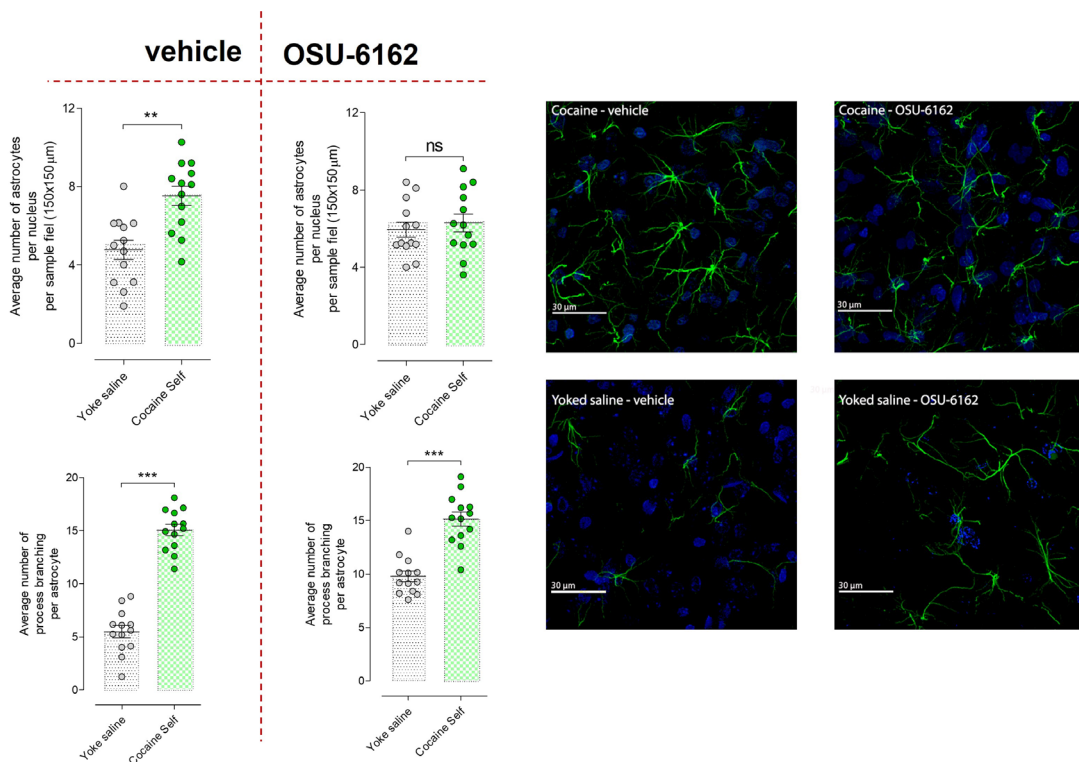 vehicle
OSU-6162
Average number of astrocytes
per nucleus
per sample fiel (150x150µm)
12
8
4
0
**
Yoke saline
Cocaine Self
Average number of astrocytes
per nucleus
per sample fiel (150x150µm)
12
8
4
0
ns
Yoke saline
Cocaine Self
Cocaine - vehicle
30 µm
Cocaine - OSU-6162
30 µm
Average number of
process branching
per astrocyte
20
15
10
5
0
***
Yoke saline
Cocaine Self
Average number of
process branching
per astrocyte
20
15
10
5
0
***
Yoke saline
Cocaine Self
Yoked saline - vehicle
30 µm
Yoked saline - OSU-6162
30 µm